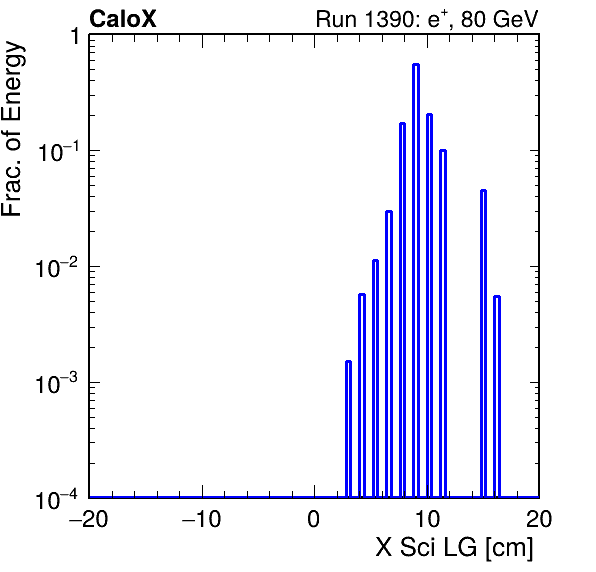 CaloX
Run 1390: e⁺, 80 GeV
Frac. of Energy
1
10⁻¹
10⁻²
10⁻³
10⁻⁴
−20
−10
0
10
20
X Sci LG [cm]